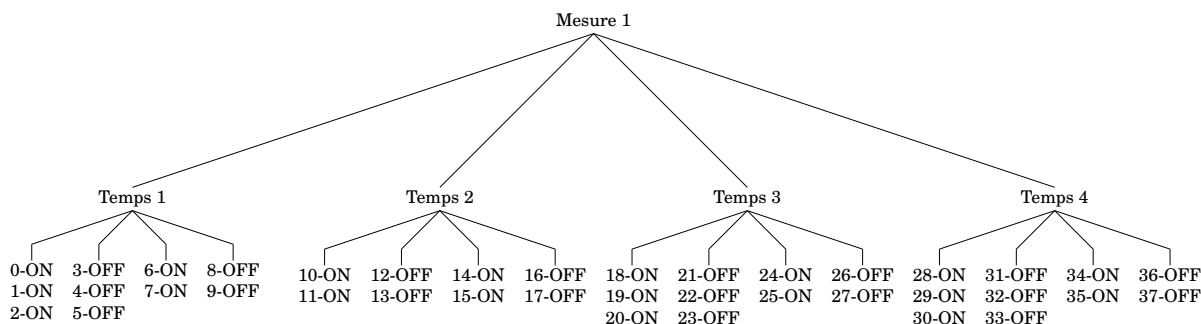 Mesure 1
Temps 1 Temps 2 Temps 3 Temps 4
0-ON 3-OFF 6-ON 8-OFF 10-ON 12-OFF 14-ON 16-OFF 18-ON 21-OFF 24-ON 26-OFF 28-ON 31-OFF 34-ON 36-OFF
1-ON 4-OFF 7-ON 9-OFF 11-ON 13-OFF 15-ON 17-OFF 19-ON 22-OFF 25-ON 27-OFF 29-ON 32-OFF 35-ON 37-OFF
2-ON 5-OFF 20-ON 23-OFF 30-ON 33-OFF